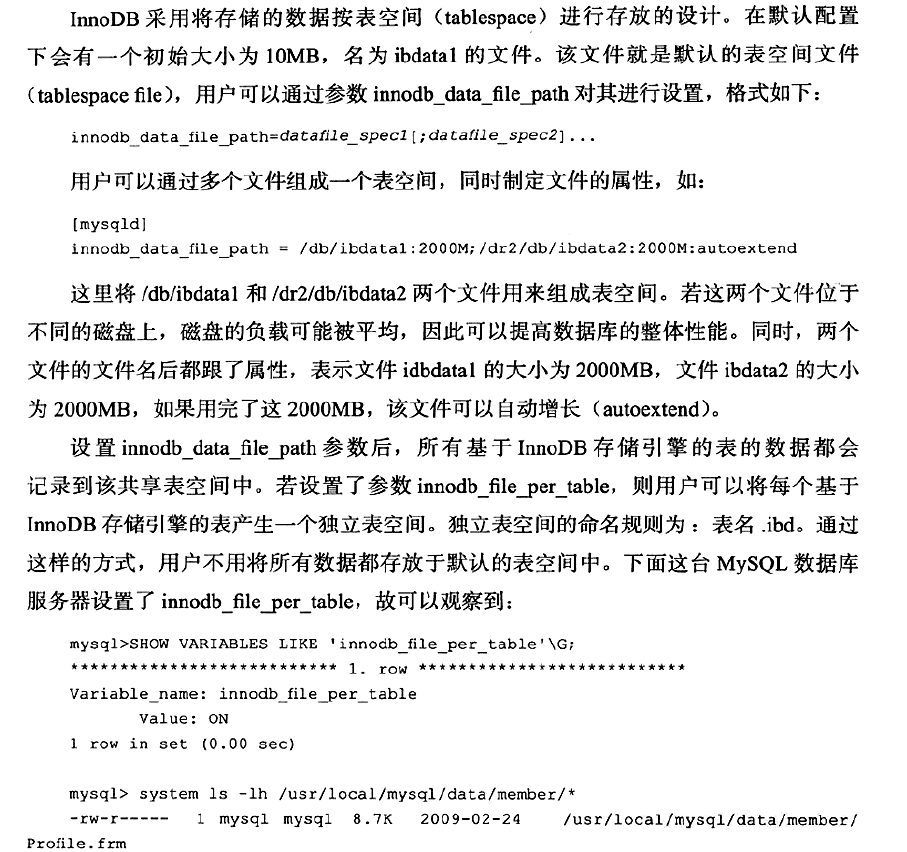 InnoDB 采用将存储的数据按表空间（tablespace）进行存放的设计。在默认配置
下会有一个初始大小为 10MB，名为 ibdata1 的文件。该文件就是默认的表空间文件
（tablespace file），用户可以通过参数 innodb_data_file_path 对其进行设置，格式如下：
innodb_data_file_path=datafile_spec1[;datafile_spec2]...
用户可以通过多个文件组成一个表空间，同时制定文件的属性，如：
[mysqld]
innodb_data_file_path = /db/ibdata1:2000M;/dr2/db/ibdata2:2000M:autoextend
这里将 /db/ibdata1 和 /dr2/db/ibdata2 两个文件用来组成表空间。若这两个文件位于
不同的磁盘上，磁盘的负载可能被平均，因此可以提高数据库的整体性能。同时，两个
文件的文件名后都跟了属性，表示文件 idbdata1 的大小为 2000MB，文件 ibdata2 的大小
为 2000MB，如果用完了这 2000MB，该文件可以自动增长（autoextend）。
设置 innodb_data_file_path 参数后，所有基于 InnoDB 存储引擎的表的数据都会
记录到该共享表空间中。若设置了参数 innodb_file_per_table，则用户可以将每个基于
InnoDB 存储引擎的表产生一个独立表空间。独立表空间的命名规则为：表名 .ibd。通过
这样的方式，用户不用将所有数据都存放于默认的表空间中。下面这台 MySQL 数据库
服务器设置了 innodb_file_per_table，故可以观察到：
mysql>SHOW VARIABLES LIKE 'innodb_file_per_table'\G;
*************************** 1. row ***************************
Variable_name: innodb_file_per_table
Value: ON
1 row in set (0.00 sec)
mysql> system ls -lh /usr/local/mysql/data/member/*
-rw-r----- 1 mysql mysql 8.7K 2009-02-24 /usr/local/mysql/data/member/
Profile.frm